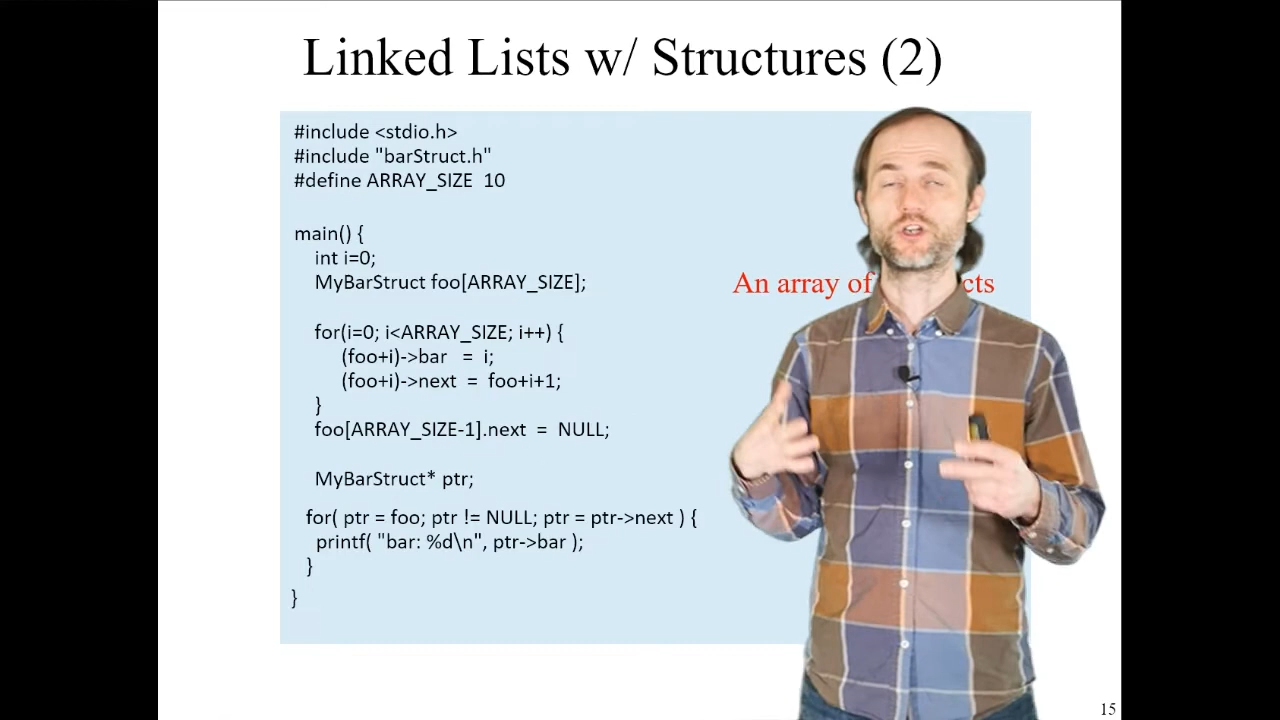 Linked Lists w/ Structures (2)
#include <stdio.h>
#include "barStruct.h"
#define ARRAY_SIZE 10
main() {
int i=0;
MyBarStruct foo[ARRAY_SIZE];
An array of cts
for(i=0; i<ARRAY_SIZE; i++) {
(foo+i)->bar = i;
(foo+i)->next = foo+i+1;
}
foo[ARRAY_SIZE-1].next = NULL;
MyBarStruct* ptr;
for( ptr = foo; ptr != NULL; ptr = ptr->next ) {
printf( "bar: %d\n", ptr->bar );
}
}
15